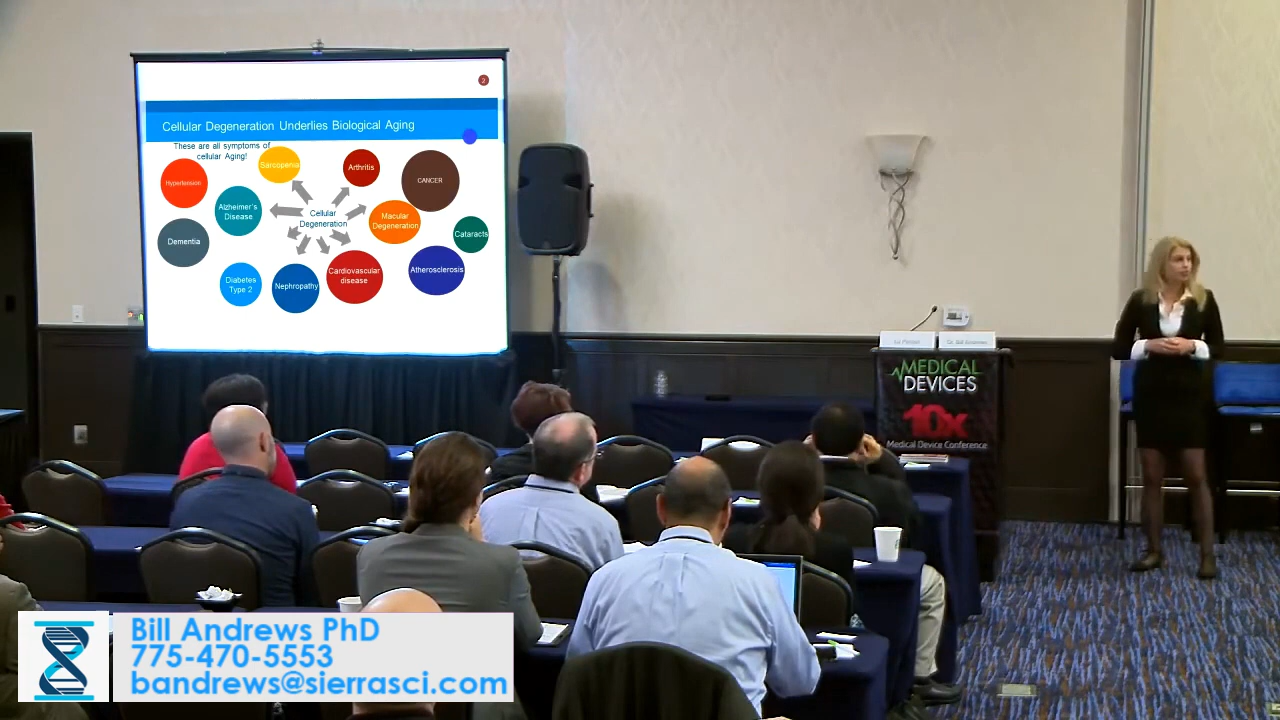 2
Cellular Degeneration Underlies Biological Aging
These are all symptoms of
cellular Aging!
Sarcopenia
Arthritis
CANCER
Hypertension
Alzheimer's
Disease
Cellular
Degeneration
Macular
Degeneration
Cataracts
Dementia
Diabetes
Type 2
Nephropathy
Cardiovascular
disease
Atherosclerosis
MEDICAL
DEVICES
10x
Medical Device Conference
Bill Andrews PhD
775-470-5553
bandrews@sierrasci.com